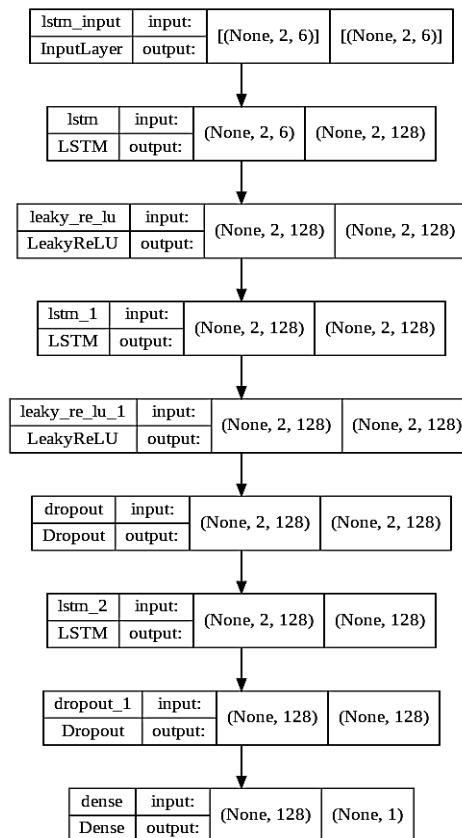 lstm_input input: [(None, 2, 6)] [(None, 2, 6)]
InputLayer output:
lstm input: (None, 2, 6) (None, 2, 128)
LSTM output:
leaky_re_lu input: (None, 2, 128) (None, 2, 128)
LeakyReLU output:
lstm_1 input: (None, 2, 128) (None, 2, 128)
LSTM output:
leaky_re_lu_1 input: (None, 2, 128) (None, 2, 128)
LeakyReLU output:
dropout input: (None, 2, 128) (None, 2, 128)
Dropout output:
lstm_2 input: (None, 2, 128) (None, 128)
LSTM output:
dropout_1 input: (None, 128) (None, 128)
Dropout output:
dense input: (None, 128) (None, 1)
Dense output: